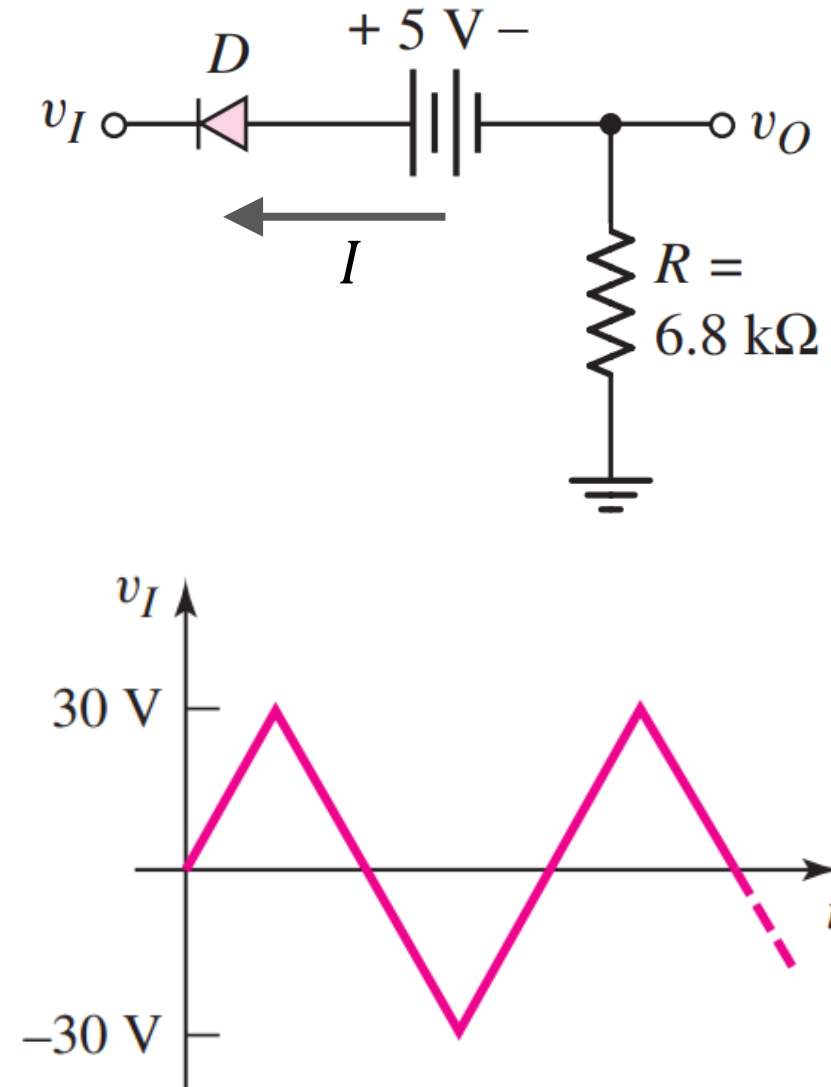 + 5 V –
D
v_I
v_O
I
R =
6.8 kΩ
v_I
30 V
–30 V